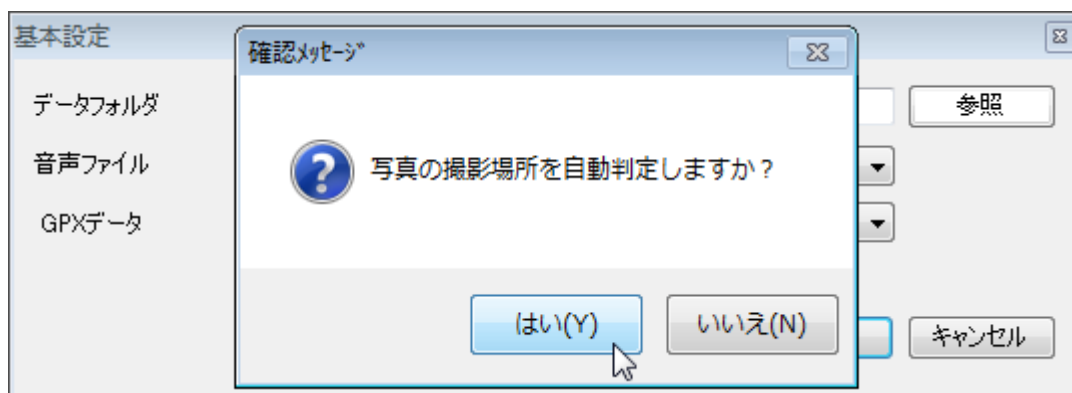 基本設定
確認ﾒｯｾｰｼﾞ
データフォルダ
参照
音声ファイル
写真の撮影場所を自動判定しますか？
GPXデータ
はい(Y)
いいえ(N)
キャンセル